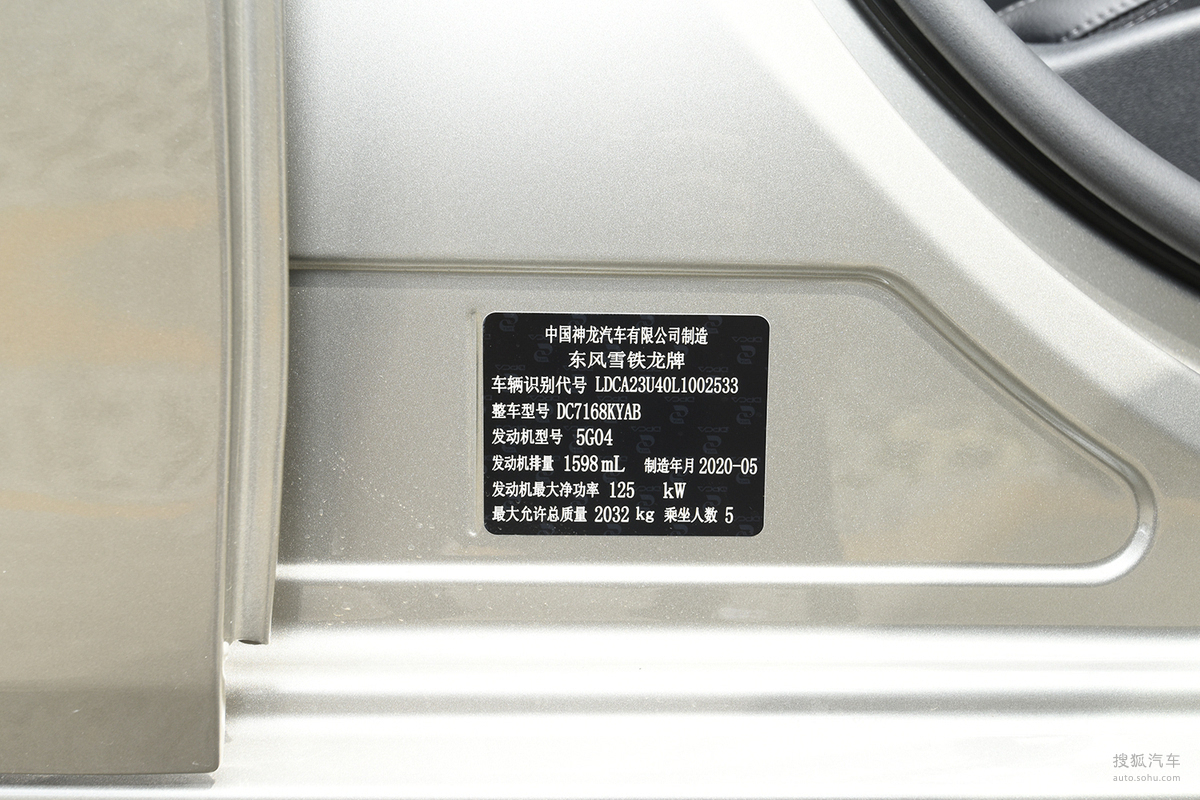 中国神龙汽车有限公司制造
东风雪铁龙牌
车辆识别代号 LDCA23U40L1002533
整车型号 DC7168KYAB
发动机型号 5G04
发动机排量 1598mL 制造年月 2020-05
发动机最大净功率 125 kW
最大允许总质量 2032 kg 乘坐人数 5
搜狐汽车
auto.sohu.com